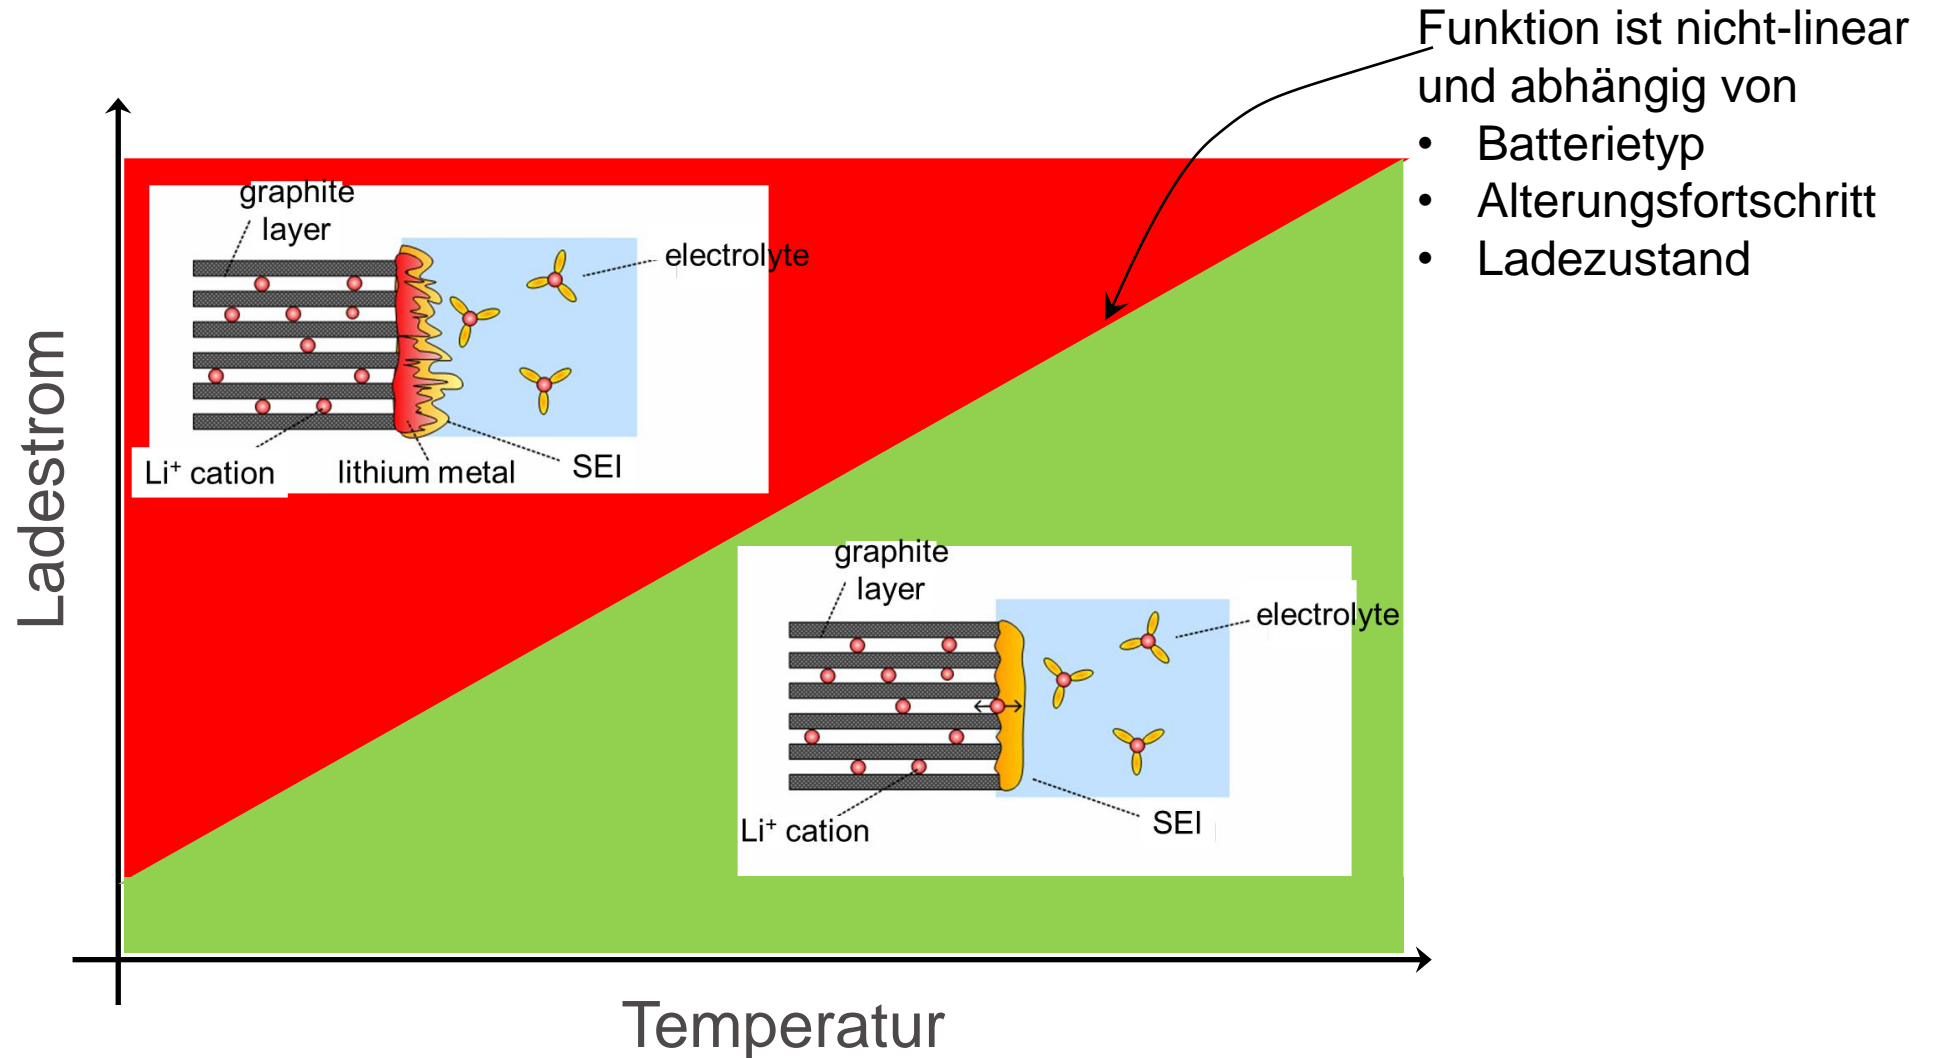 Funktion ist nicht-linear
und abhängig von
• Batterietyp
• Alterungsfortschritt
• Ladezustand
graphite
layer
electrolyte
Li⁺ cation
lithium metal
SEI
graphite
layer
electrolyte
Li⁺ cation
SEI
Ladestrom
Temperatur